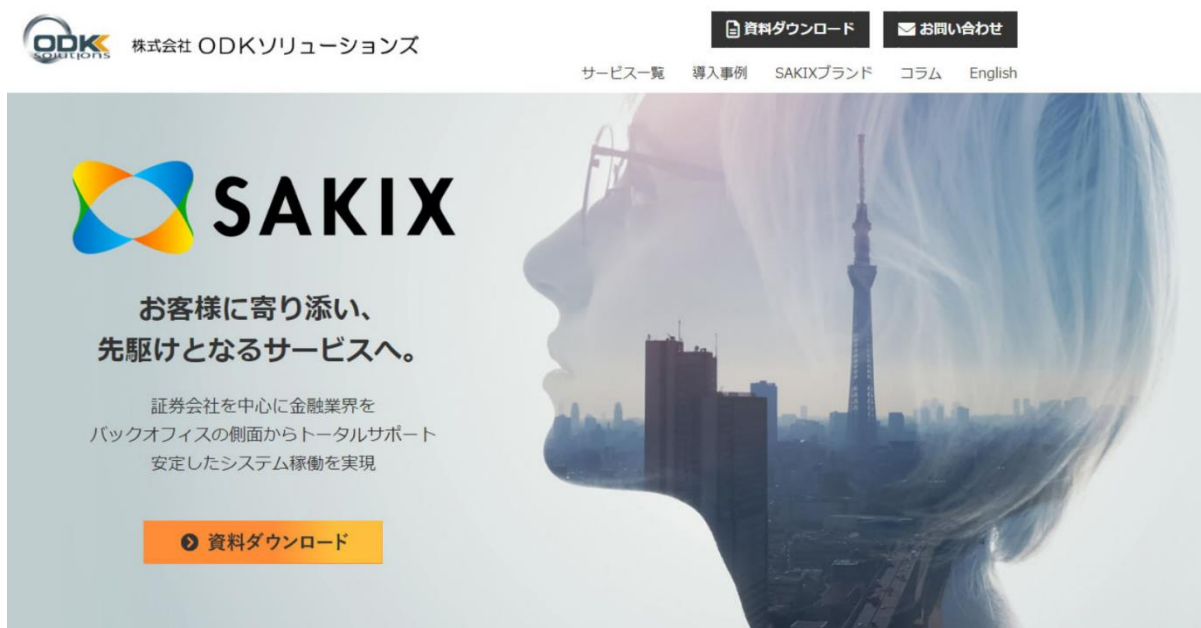 ODK
solutions
株式会社 ODKソリューションズ
資料ダウンロード
お問い合わせ
サービス一覧 導入事例 SAKIXブランド コラム English
SAKIX
お客様に寄り添い、
先駆けとなるサービスへ。
証券会社を中心に金融業界を
バックオフィスの側面からトータルサポート
安定したシステム稼働を実現
資料ダウンロード